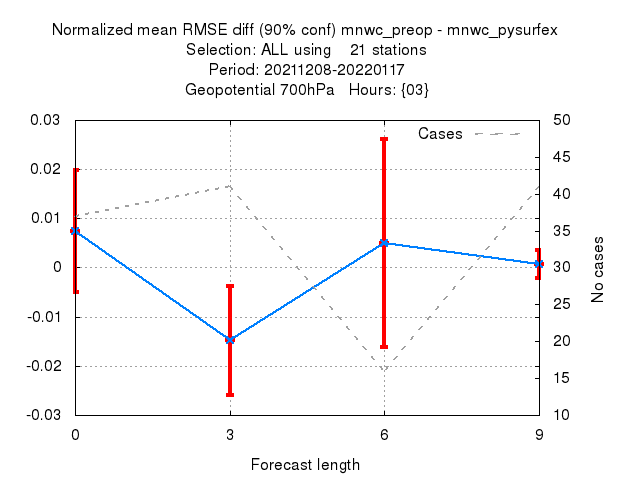 Normalized mean RMSE diff (90% conf) mnwc_preop - mnwc_pysurfex
Selection: ALL using    21 stations
Period: 20211208-20220117
Geopotential 700hPa   Hours: {03}
Cases
0.03
0.02
0.01
0
-0.01
-0.02
-0.03
50
45
40
35
30
25
20
15
10
No cases
0 3 6 9
Forecast length